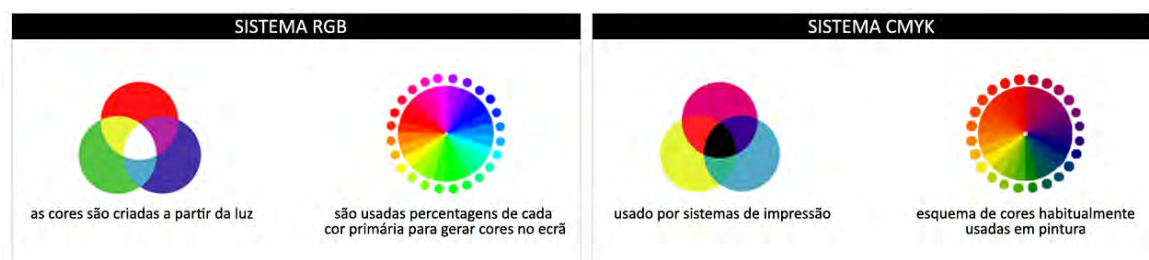 SISTEMA RGB
as cores são criadas a partir da luz
são usadas percentagens de cada
cor primária para gerar cores no ecrã
SISTEMA CMYK
usado por sistemas de impressão
esquema de cores habitualmente
usadas em pintura